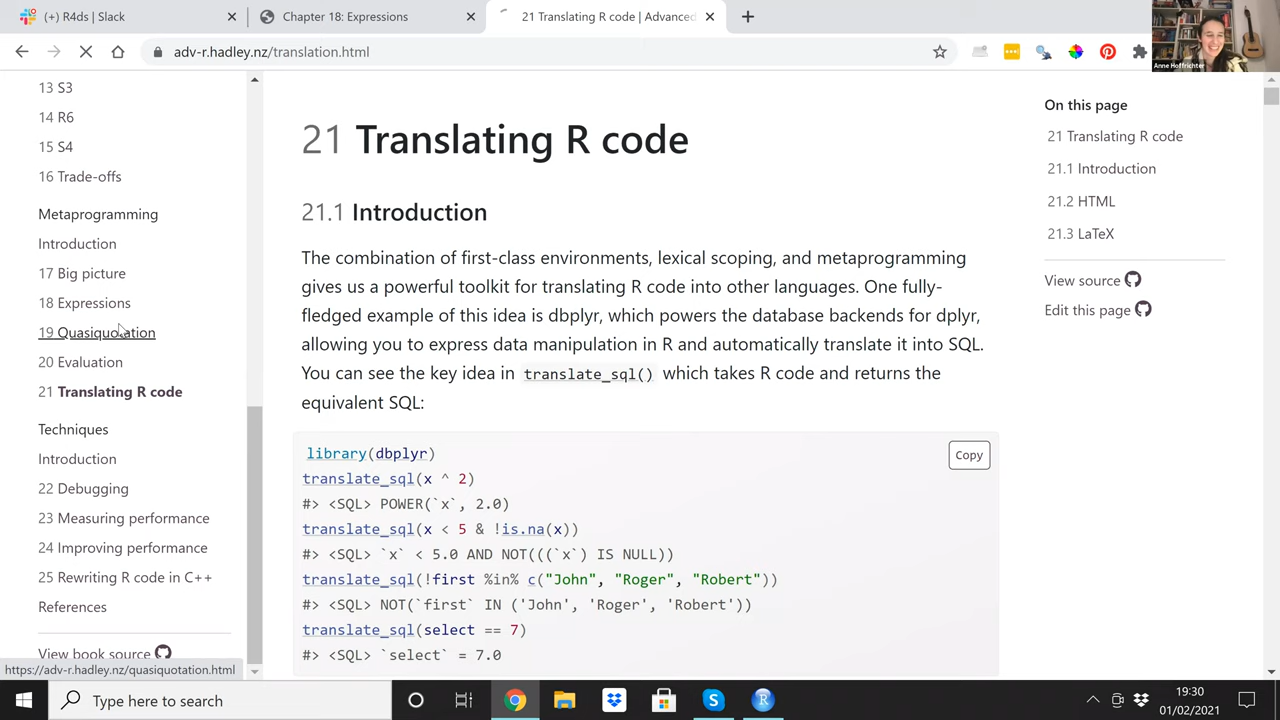 (+) R4ds | Slack
Chapter 18: Expressions
21 Translating R code | Advanced
adv-r.hadley.nz/translation.html
Anne Hoffrichter
13 S3
14 R6
15 S4
16 Trade-offs
Metaprogramming
Introduction
17 Big picture
18 Expressions
19 Quasiquotation
20 Evaluation
21 Translating R code
Techniques
Introduction
22 Debugging
23 Measuring performance
24 Improving performance
25 Rewriting R code in C++
References
View book source
https://adv-r.hadley.nz/quasiquotation.html
21 Translating R code
21.1 Introduction
The combination of first-class environments, lexical scoping, and metaprogramming
gives us a powerful toolkit for translating R code into other languages. One fully-
fledged example of this idea is dbplyr, which powers the database backends for dplyr,
allowing you to express data manipulation in R and automatically translate it into SQL.
You can see the key idea in translate_sql() which takes R code and returns the
equivalent SQL:
Copy
library(dbplyr)
translate_sql(x ^ 2)
#> <SQL> POWER(`x`, 2.0)
translate_sql(x < 5 & !is.na(x))
#> <SQL> `x` < 5.0 AND NOT(((`x`) IS NULL))
translate_sql(!first %in% c("John", "Roger", "Robert"))
#> <SQL> NOT(`first` IN ('John', 'Roger', 'Robert'))
translate_sql(select == 7)
#> <SQL> `select` = 7.0
On this page
21 Translating R code
21.1 Introduction
21.2 HTML
21.3 LaTeX
View source
Edit this page
Type here to search
19:30
01/02/2021